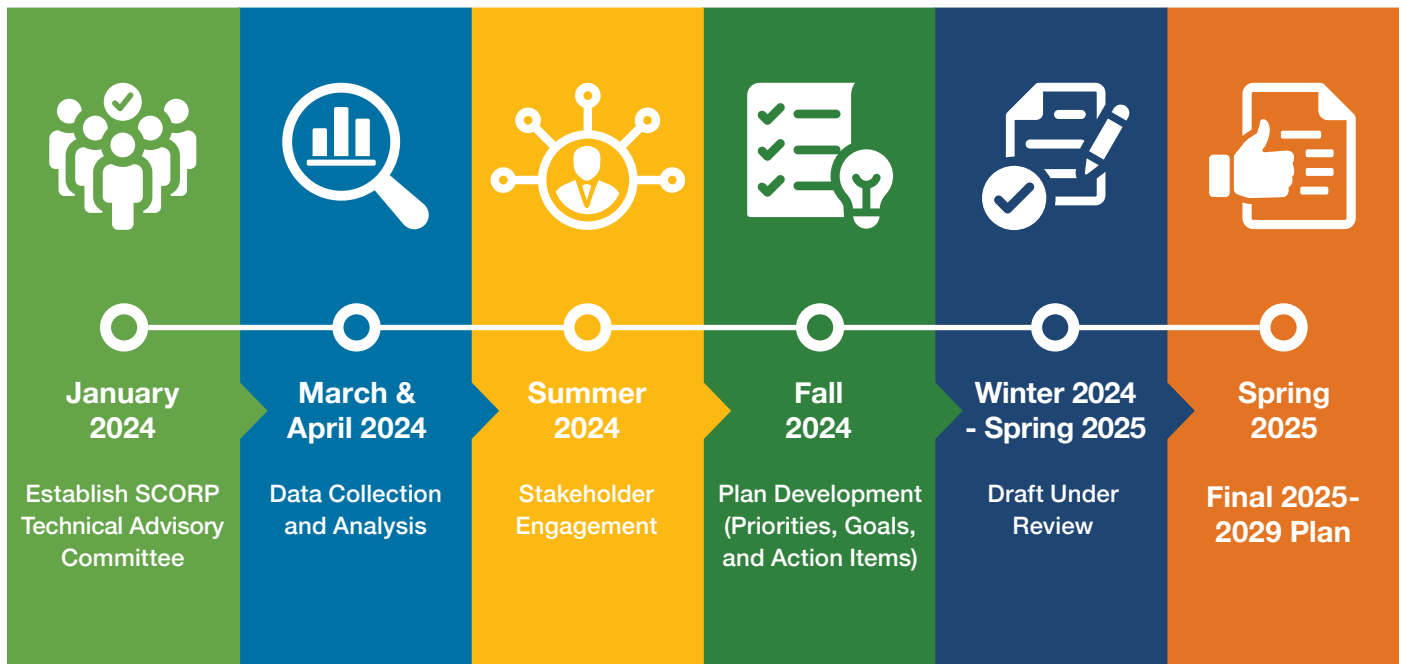 January
2024
Establish SCORP
Technical Advisory
Committee
March &
April 2024
Data Collection
and Analysis
Summer
2024
Stakeholder
Engagement
Fall
2024
Plan Development
(Priorities, Goals,
and Action Items)
Winter 2024
- Spring 2025
Draft Under
Review
Spring
2025
Final 2025-
2029 Plan